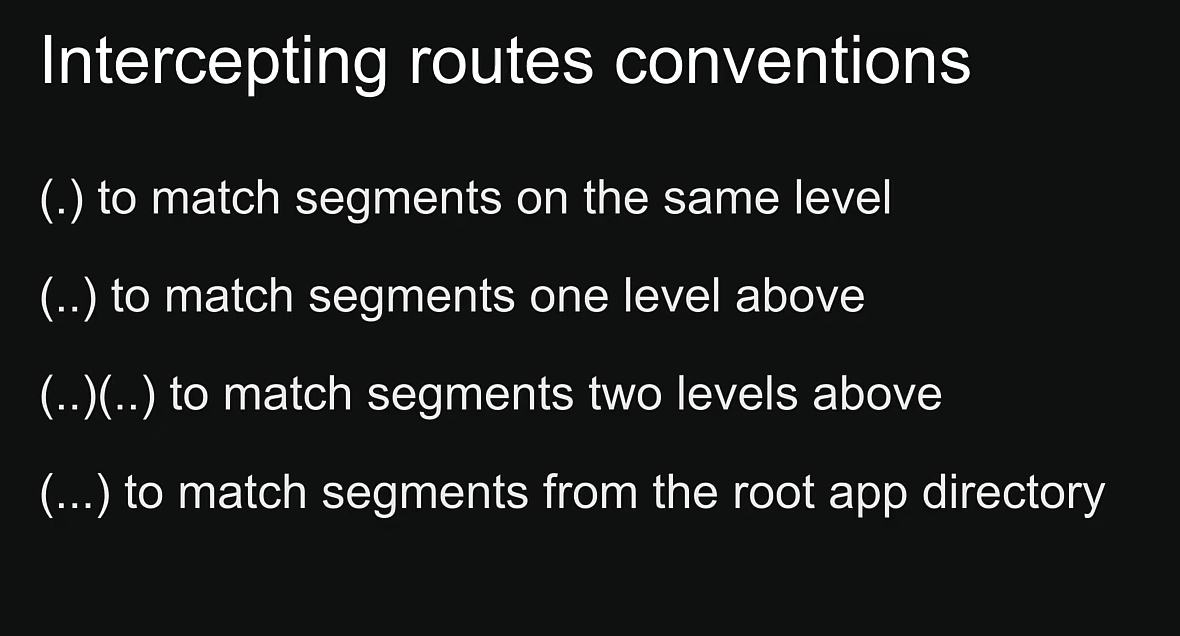 Intercepting routes conventions
(.) to match segments on the same level
(..) to match segments one level above
(..)(..) to match segments two levels above
(...) to match segments from the root app directory